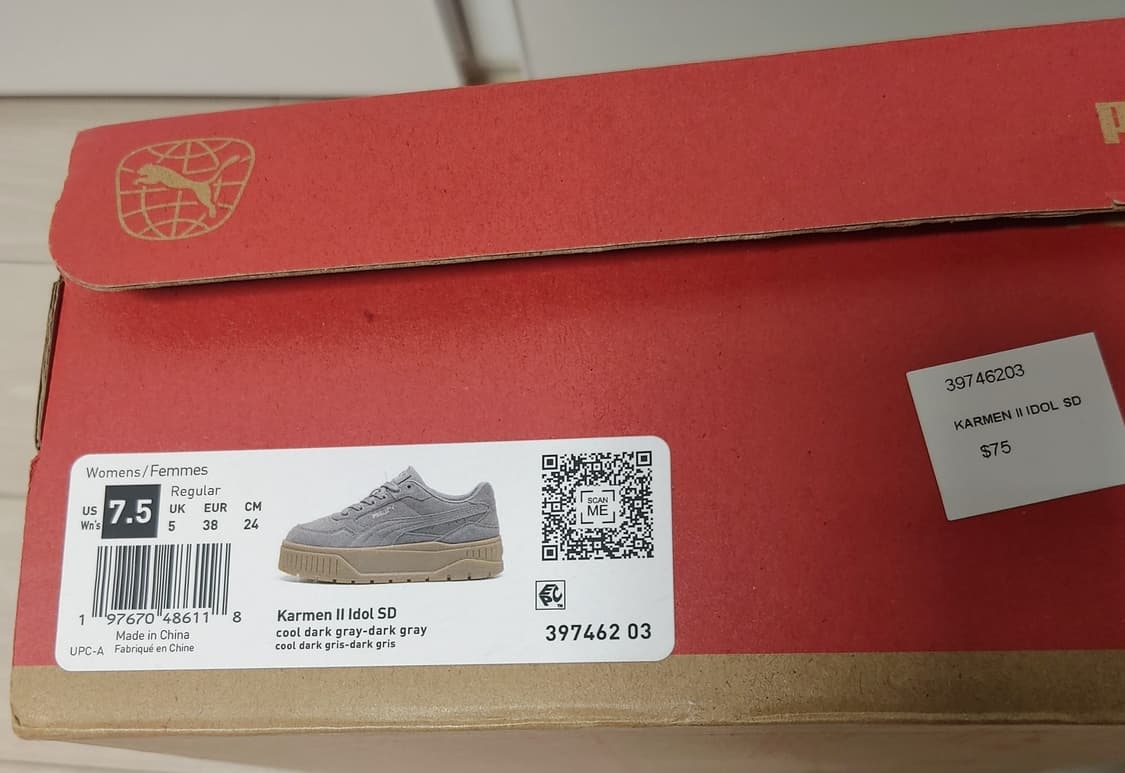 39746203
KARMEN II IDOL SD
$75
Womens/Femmes
Regular
US Wn's 7.5 UK 5 EUR 38 CM 24
1 97670 48611 8
Made in China
UPC-A Fabriqué en Chine
Karmen II Idol SD
cool dark gray-dark gray
cool dark gris-dark gris
SCAN
ME
397462 03